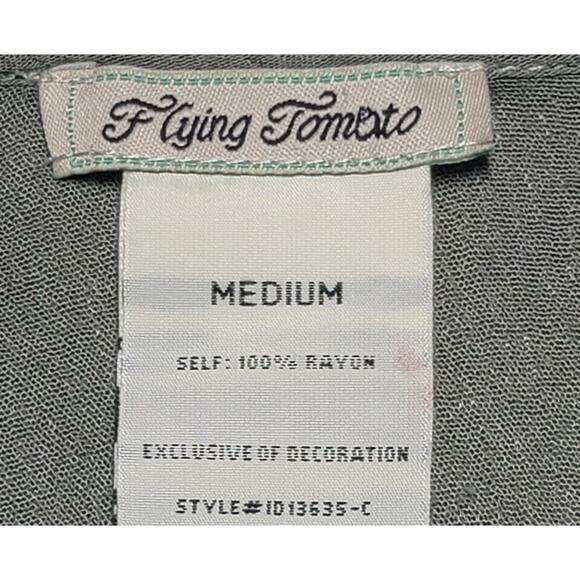 Flying Tomato
MEDIUM
SELF: 100% RAYON
EXCLUSIVE OF DECORATION
STYLE#ID13635-C